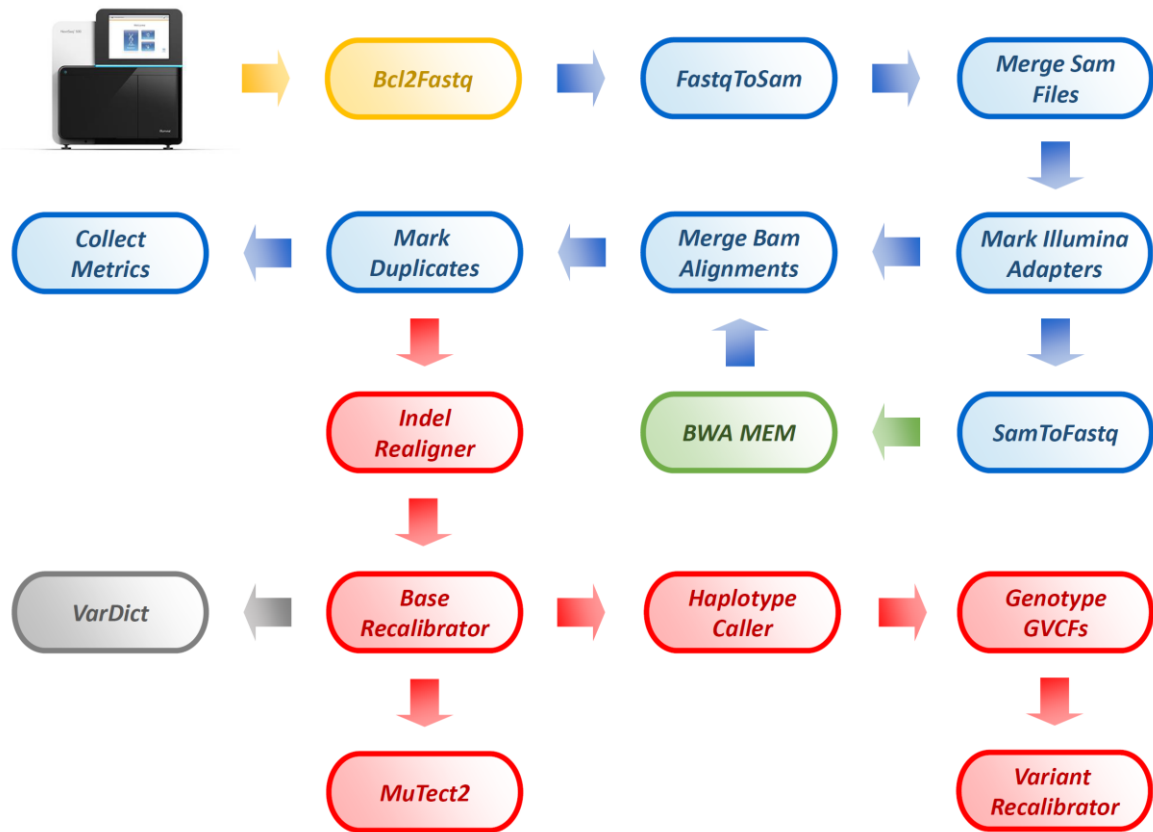 Bcl2Fastq
FastqToSam
Merge Sam
Files
Collect
Metrics
Mark
Duplicates
Merge Bam
Alignments
Mark Illumina
Adapters
Indel
Realigner
BWA MEM
SamToFastq
VarDict
Base
Recalibrator
Haplotype
Caller
Genotype
GVCFs
MuTect2
Variant
Recalibrator